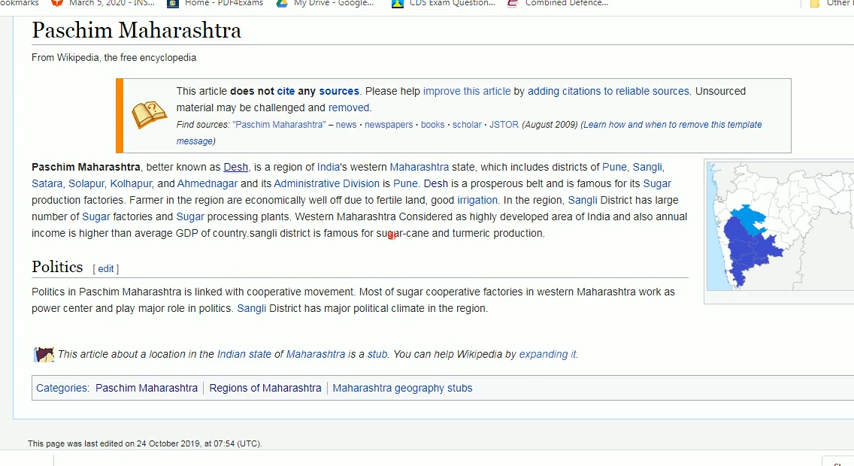 ookmarks March 5, 2020 - INS... Home - PDF4Exams My Drive - Google... CDS Exam Question... Combined Defence... Other
Paschim Maharashtra
From Wikipedia, the free encyclopedia
This article does not cite any sources. Please help improve this article by adding citations to reliable sources. Unsourced
material may be challenged and removed.
Find sources: "Paschim Maharashtra" – news · newspapers · books · scholar · JSTOR (August 2009) (Learn how and when to remove this template
message)
Paschim Maharashtra, better known as Desh, is a region of India's western Maharashtra state, which includes districts of Pune, Sangli,
Satara, Solapur, Kolhapur, and Ahmednagar and its Administrative Division is Pune. Desh is a prosperous belt and is famous for its Sugar
production factories. Farmer in the region are economically well off due to fertile land, good irrigation. In the region, Sangli District has large
number of Sugar factories and Sugar processing plants. Western Maharashtra Considered as highly developed area of India and also annual
income is higher than average GDP of country.sangli district is famous for sugar-cane and turmeric production.
Politics [ edit ]
Politics in Paschim Maharashtra is linked with cooperative movement. Most of sugar cooperative factories in western Maharashtra work as
power center and play major role in politics. Sangli District has major political climate in the region.
This article about a location in the Indian state of Maharashtra is a stub. You can help Wikipedia by expanding it.
Categories: Paschim Maharashtra | Regions of Maharashtra | Maharashtra geography stubs
This page was last edited on 24 October 2019, at 07:54 (UTC).